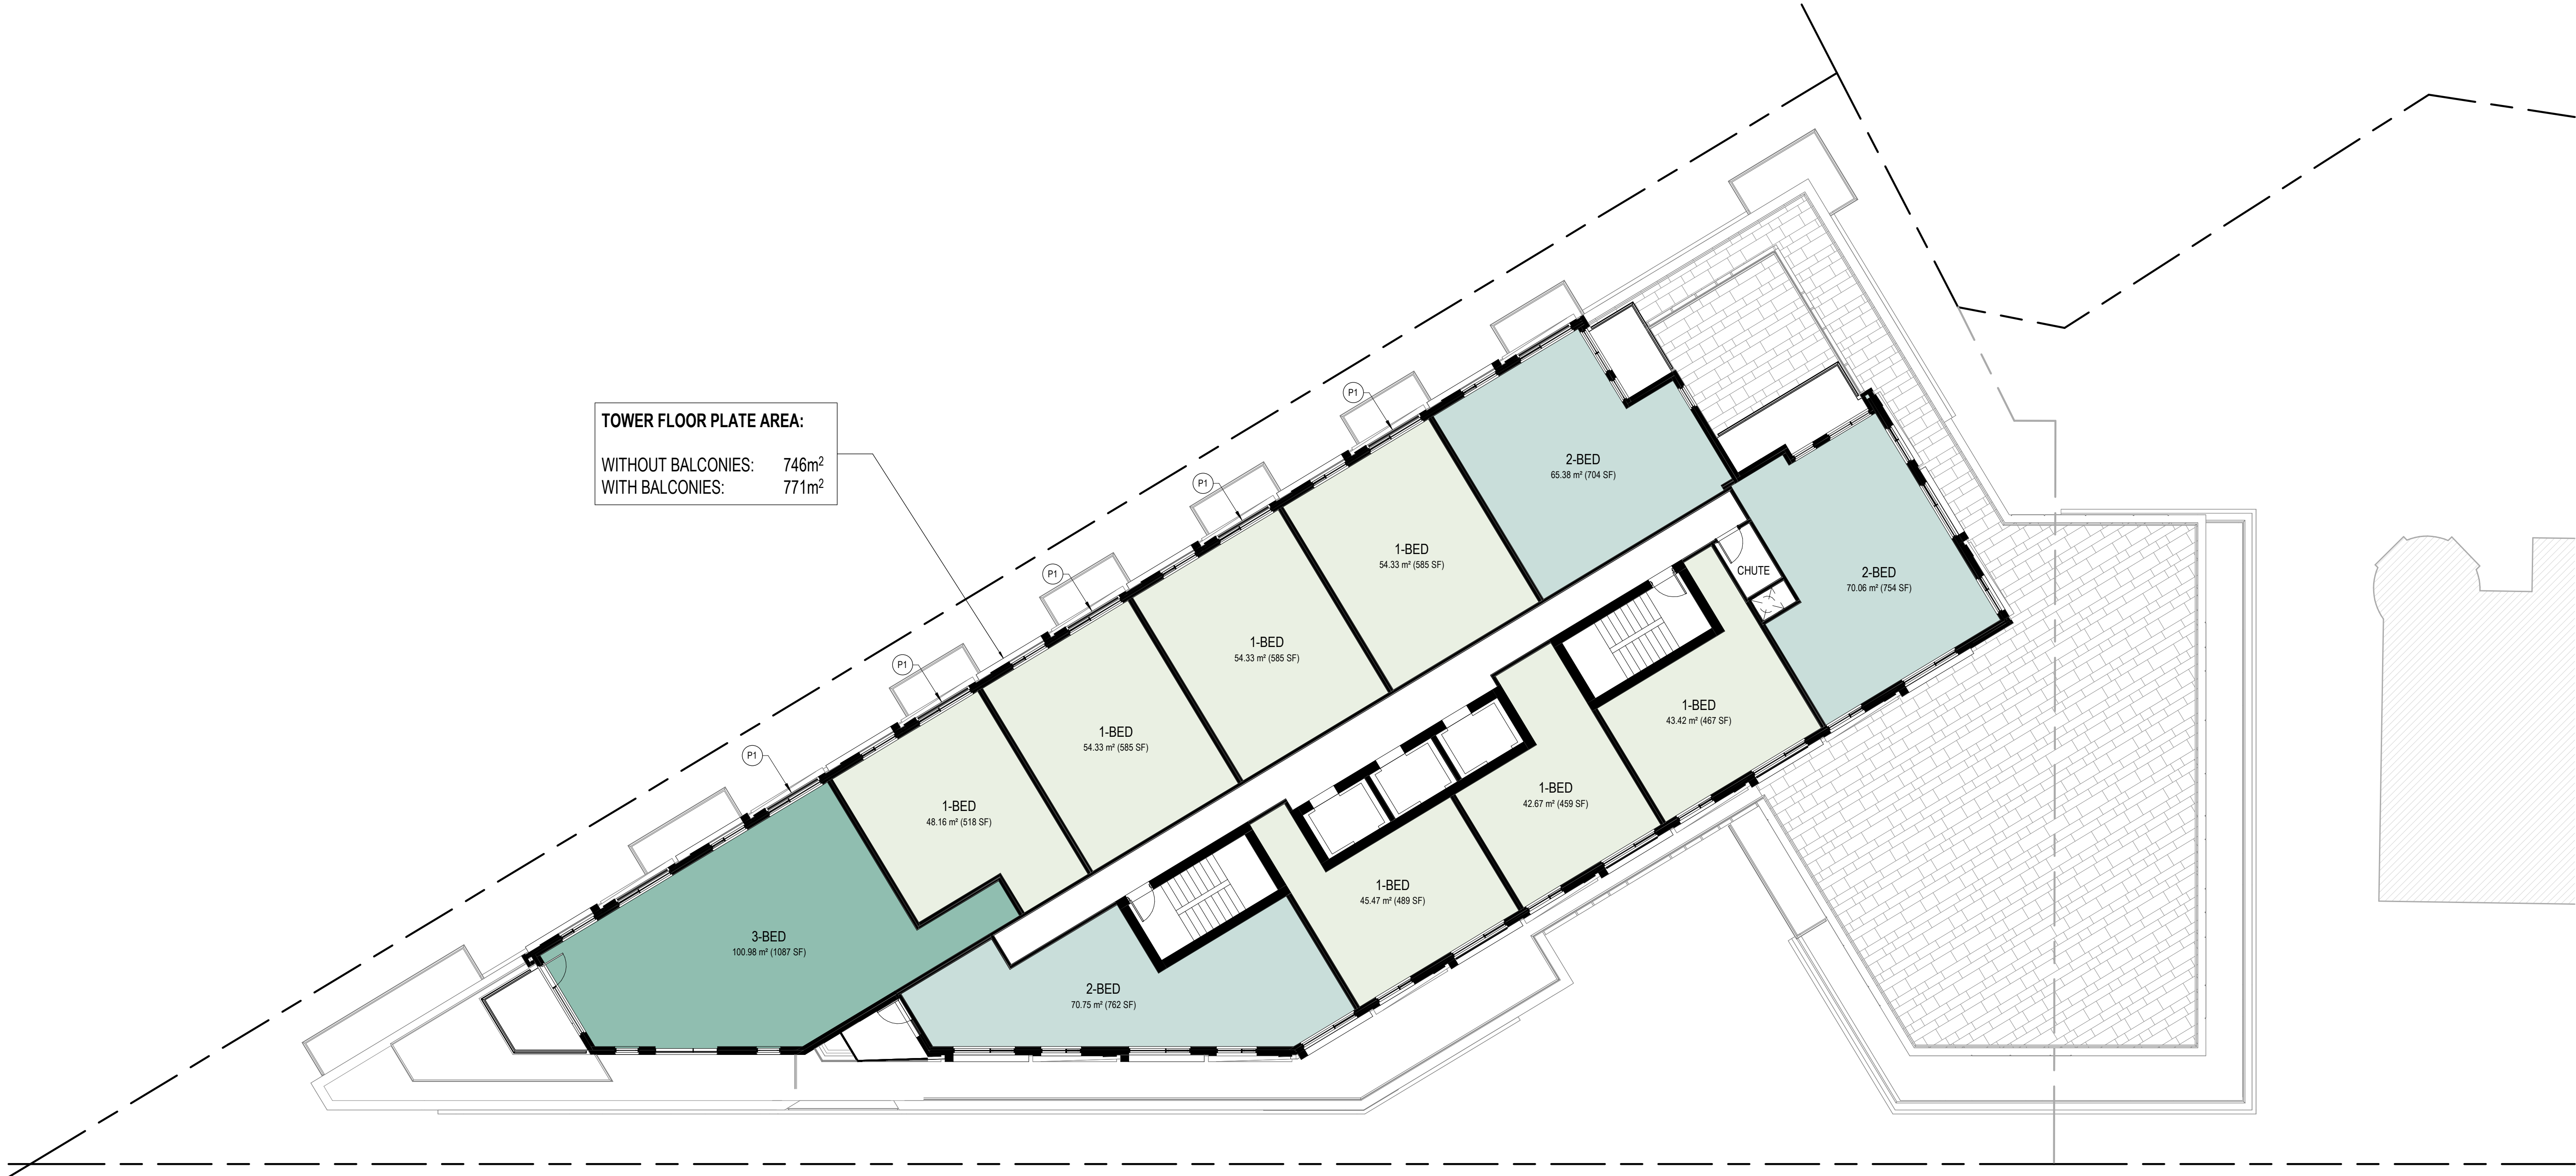 TOWER FLOOR PLATE AREA:
WITHOUT BALCONIES: 746m²
WITH BALCONIES: 771m²
P1
P1
P1
P1
P1
2-BED
65.38 m² (704 SF)
1-BED
54.33 m² (585 SF)
CHUTE
2-BED
70.06 m² (754 SF)
1-BED
54.33 m² (585 SF)
1-BED
43.42 m² (467 SF)
1-BED
54.33 m² (585 SF)
1-BED
42.67 m² (459 SF)
1-BED
48.16 m² (518 SF)
1-BED
45.47 m² (489 SF)
3-BED
100.98 m² (1087 SF)
2-BED
70.75 m² (762 SF)